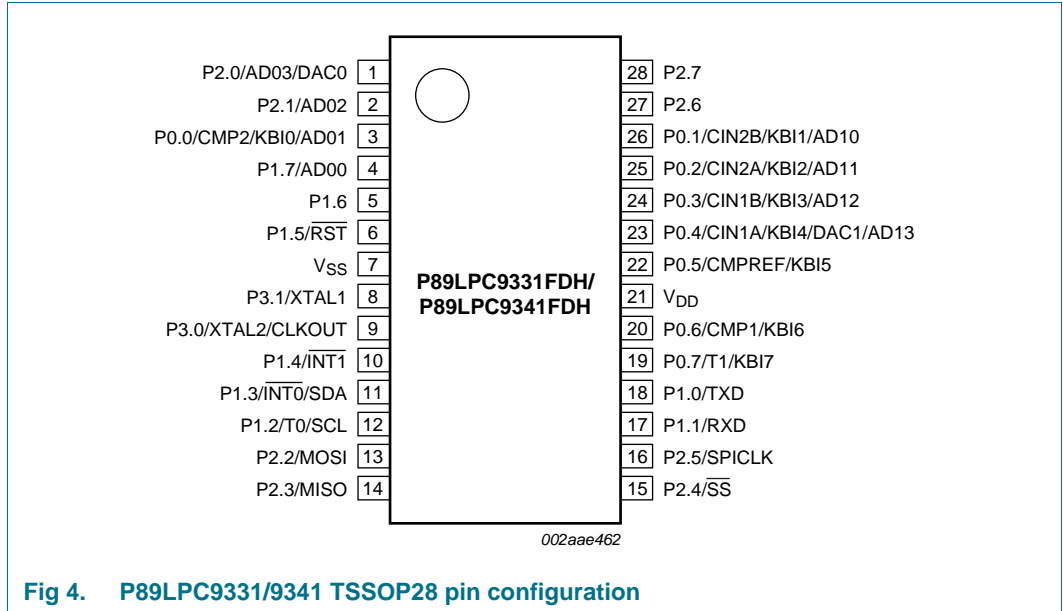 P2.0/AD03/DAC0 1
P2.1/AD02 2
P0.0/CMP2/KBI0/AD01 3
P1.7/AD00 4
P1.6 5
P1.5/R̅S̅T̅ 6
VSS 7
P3.1/XTAL1 8
P3.0/XTAL2/CLKOUT 9
P1.4/I̅N̅T̅1̅ 10
P1.3/I̅N̅T̅0̅/SDA 11
P1.2/T0/SCL 12
P2.2/MOSI 13
P2.3/MISO 14
P89LPC9331FDH/
P89LPC9341FDH
28 P2.7
27 P2.6
26 P0.1/CIN2B/KBI1/AD10
25 P0.2/CIN2A/KBI2/AD11
24 P0.3/CIN1B/KBI3/AD12
23 P0.4/CIN1A/KBI4/DAC1/AD13
22 P0.5/CMPREF/KBI5
21 VDD
20 P0.6/CMP1/KBI6
19 P0.7/T1/KBI7
18 P1.0/TXD
17 P1.1/RXD
16 P2.5/SPICLK
15 P2.4/S̅S̅
002aae462
Fig 4. P89LPC9331/9341 TSSOP28 pin configuration